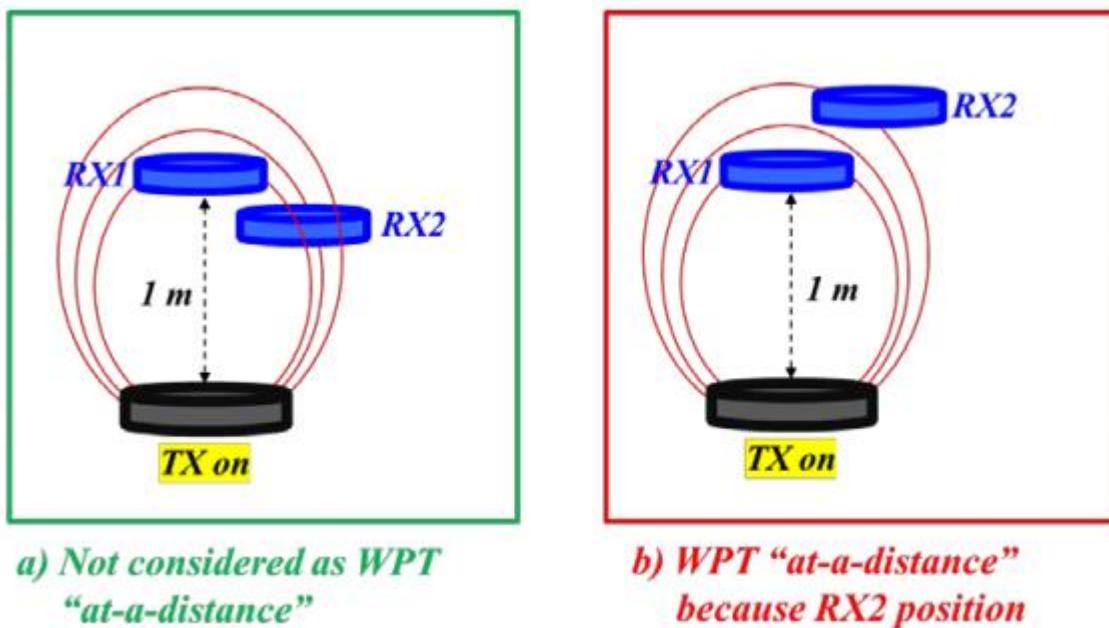 RX1
RX2
1 m
TX on
a) Not considered as WPT
“at-a-distance”
RX2
RX1
1 m
TX on
b) WPT “at-a-distance”
because RX2 position